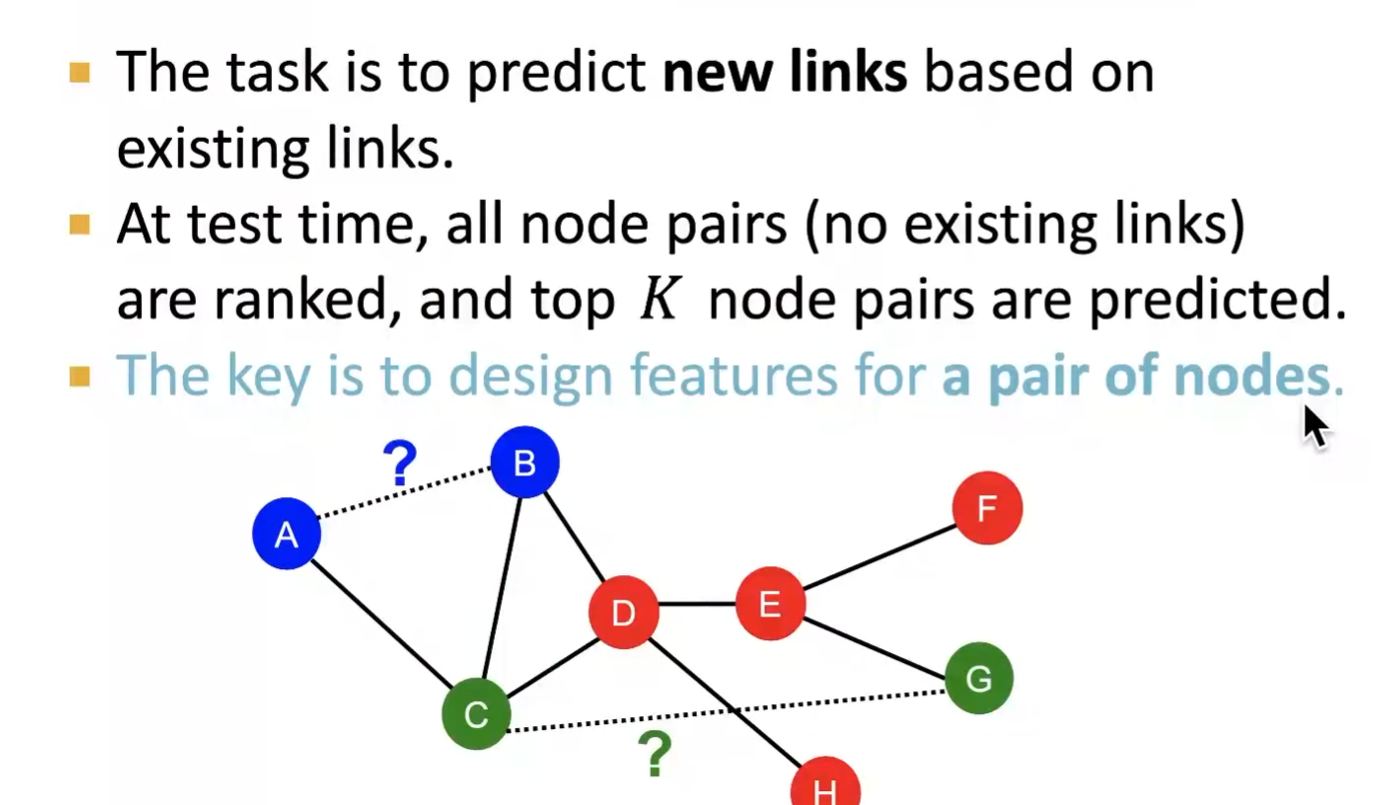 The task is to predict new links based on
existing links.
At test time, all node pairs (no existing links)
are ranked, and top K node pairs are predicted.
The key is to design features for a pair of nodes.
?
B
A
F
D
E
G
C
?
H